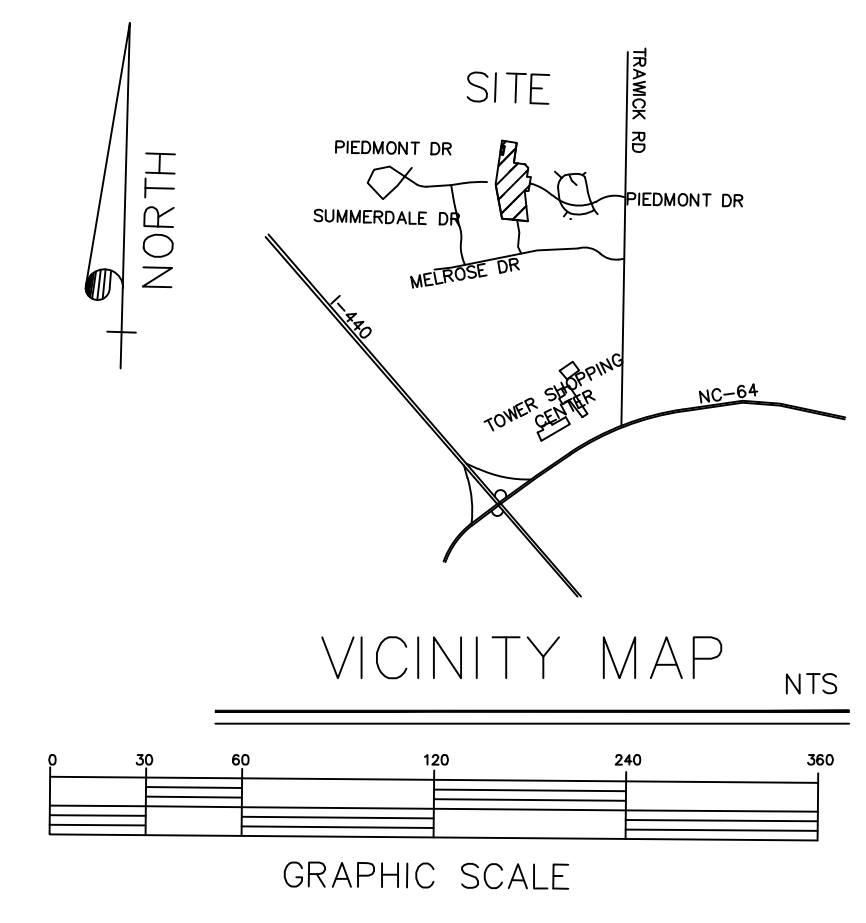 SITE
TRAWICK RD
PIEDMONT DR
NORTH
PIEDMONT DR
SUMMERDALE DR
MELROSE DR
I-440
TOWER SHOPPING
CENTER
NC-64
VICINITY MAP
NTS
0 30 60 120 240 360
GRAPHIC SCALE